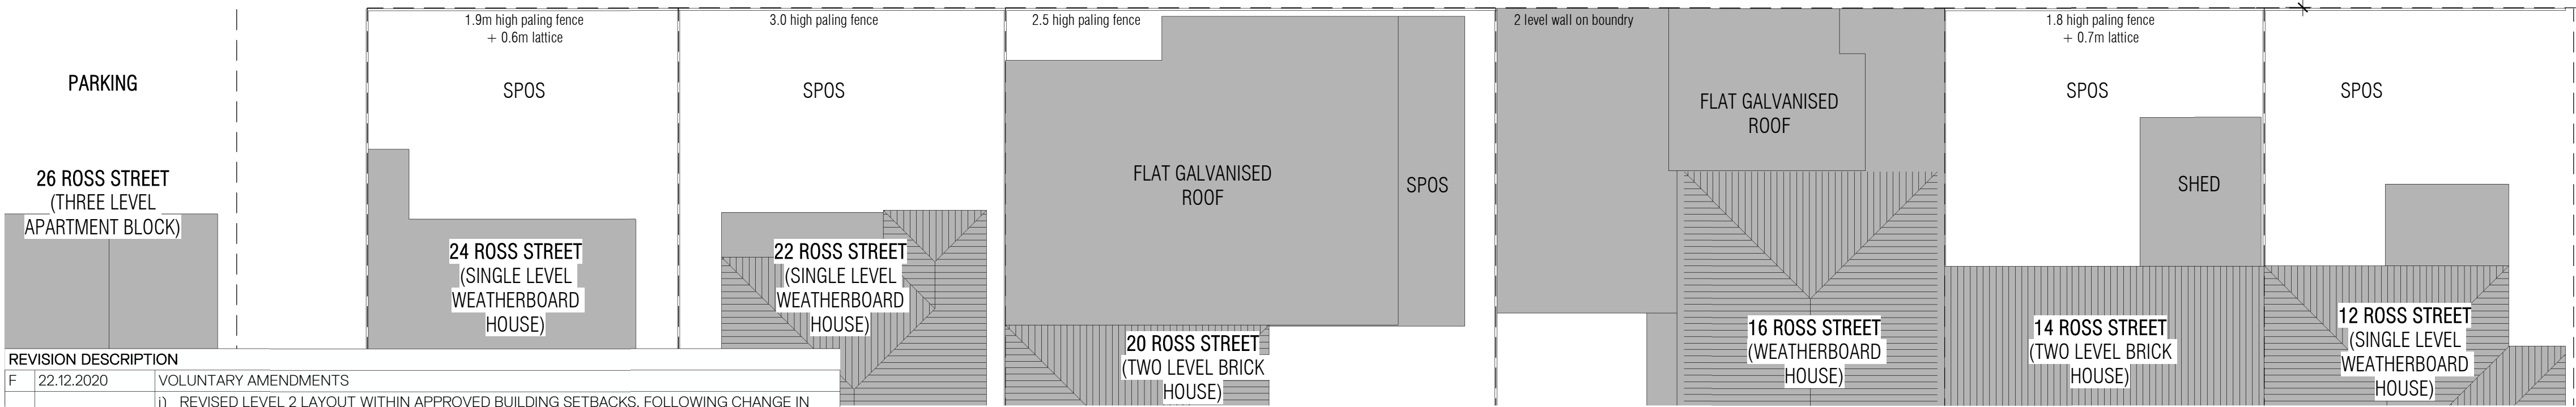 1.9m high paling fence
+ 0.6m lattice
3.0 high paling fence
2.5 high paling fence
2 level wall on boundry
1.8 high paling fence
+ 0.7m lattice
PARKING
SPOS
SPOS
FLAT GALVANISED
ROOF
SPOS
SPOS
26 ROSS STREET
(THREE LEVEL
APARTMENT BLOCK)
FLAT GALVANISED
ROOF
SPOS
SHED
24 ROSS STREET
(SINGLE LEVEL
WEATHERBOARD
HOUSE)
22 ROSS STREET
(SINGLE LEVEL
WEATHERBOARD
HOUSE)
20 ROSS STREET
(TWO LEVEL BRICK
HOUSE)
16 ROSS STREET
(WEATHERBOARD
HOUSE)
14 ROSS STREET
(TWO LEVEL BRICK
HOUSE)
12 ROSS STREET
(SINGLE LEVEL
WEATHERBOARD
HOUSE)
REVISION DESCRIPTION
F 22.12.2020 VOLUNTARY AMENDMENTS
i) REVISED LEVEL 2 LAYOUT WITHIN APPROVED BUILDING SETBACKS, FOLLOWING CHANGE IN